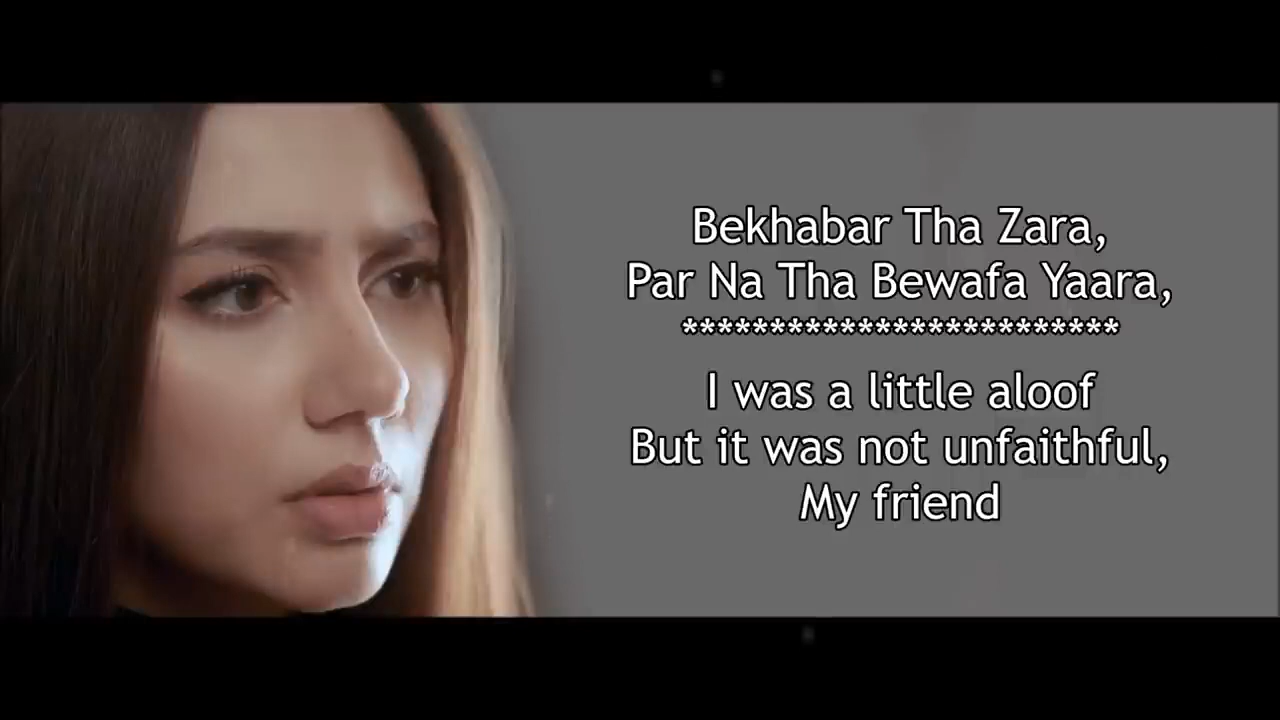 Bekhabar Tha Zara,
Par Na Tha Bewafa Yaara,
*************************
I was a little aloof
But it was not unfaithful,
My friend